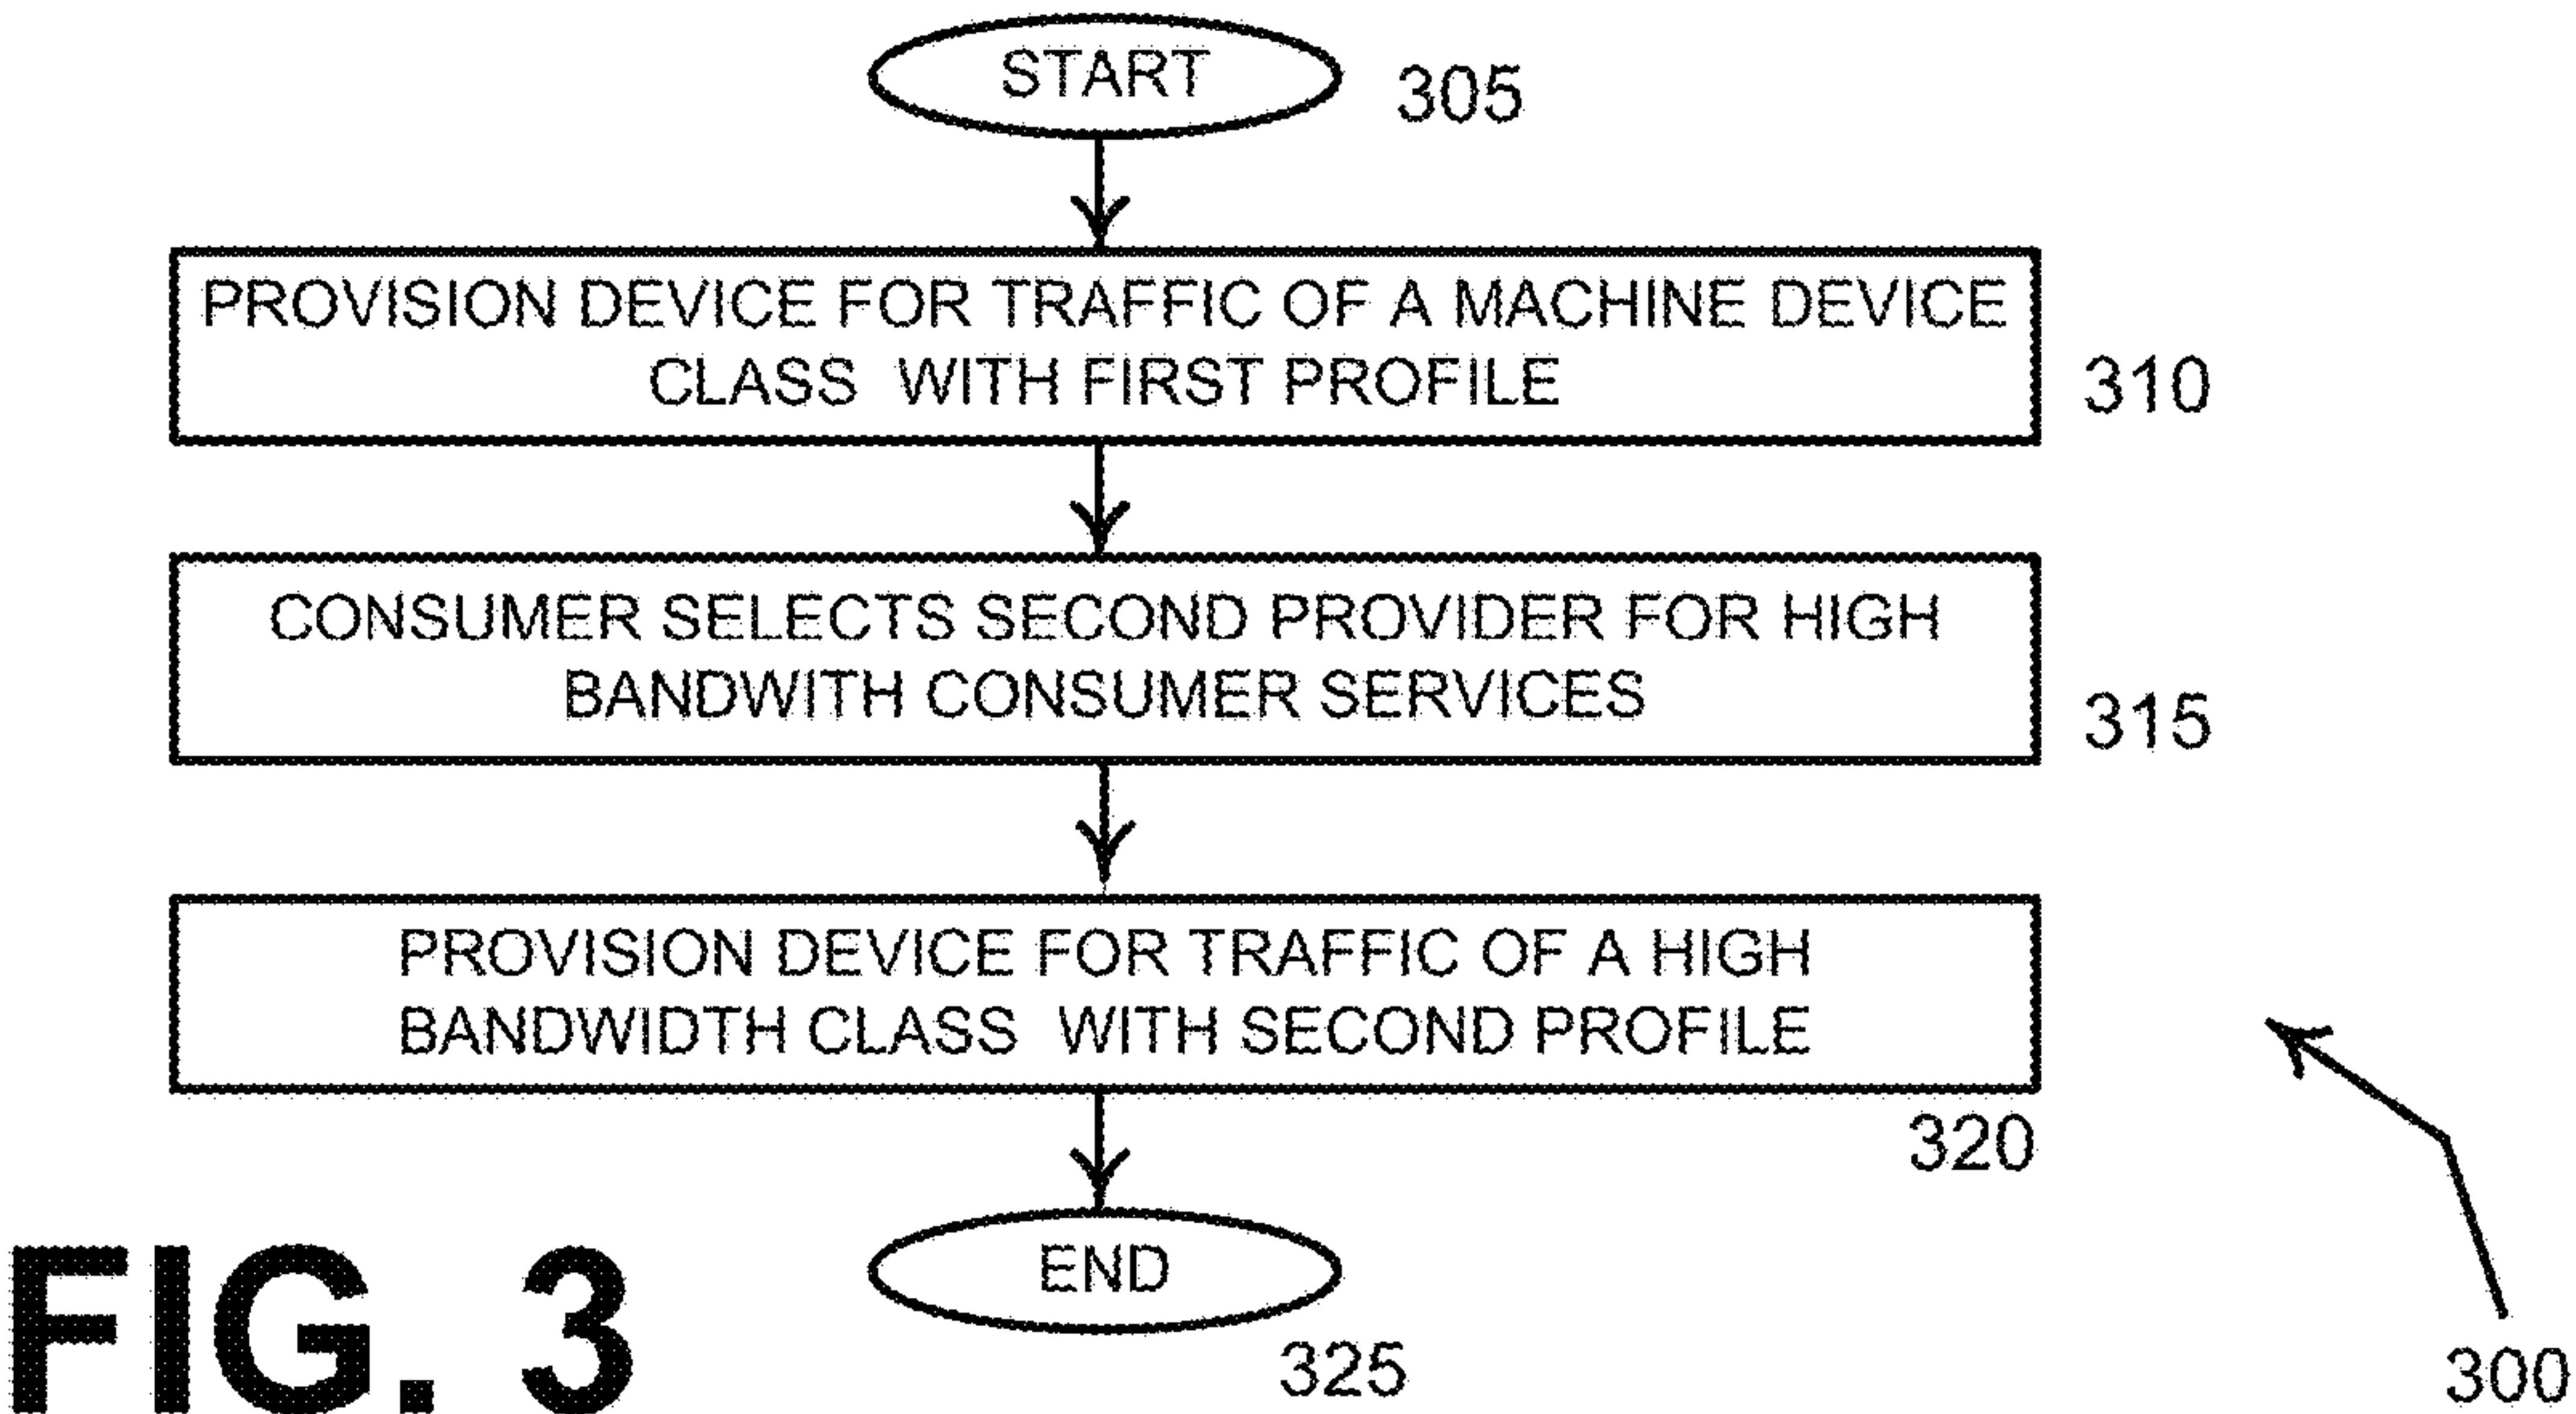 START
305
PROVISION DEVICE FOR TRAFFIC OF A MACHINE DEVICE
CLASS WITH FIRST PROFILE
310
CONSUMER SELECTS SECOND PROVIDER FOR HIGH
BANDWITH CONSUMER SERVICES
315
PROVISION DEVICE FOR TRAFFIC OF A HIGH
BANDWIDTH CLASS WITH SECOND PROFILE
320
END
325
300
FIG. 3